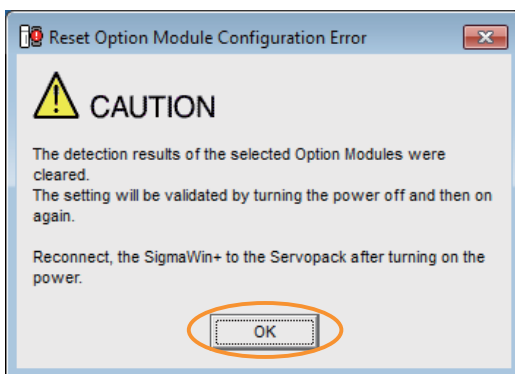 Reset Option Module Configuration Error
CAUTION
The detection results of the selected Option Modules were
cleared.
The setting will be validated by turning the power off and then on
again.
Reconnect, the SigmaWin+ to the Servopack after turning on the
power.
OK